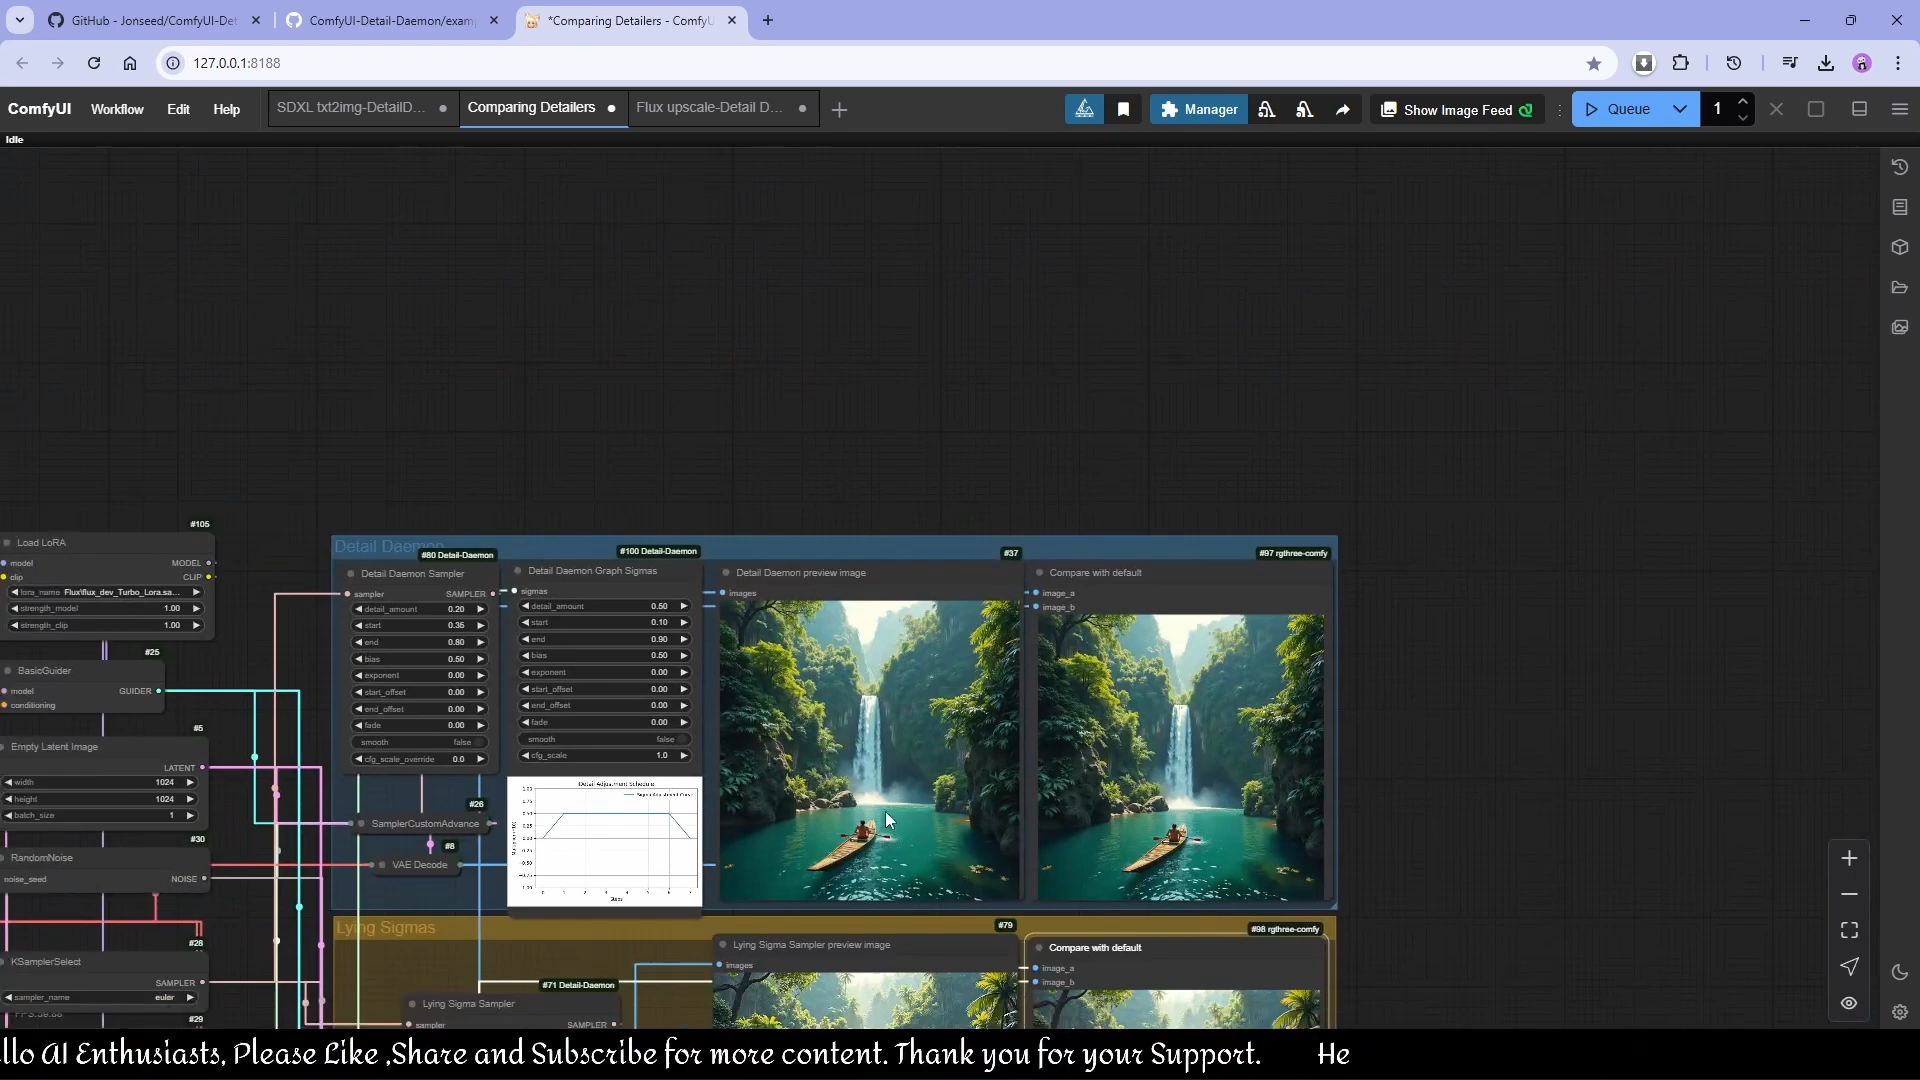 GitHub - Jonseed/ComfyUI-Det
ComfyUI-Detail-Daemon/exam
*Comparing Detailers - ComfyU
127.0.0.1:8188
ComfyUI
Workflow
Edit
Help
SDXL txt2img-DetailD...
Comparing Detailers
Flux upscale-Detail D...
Manager
Show Image Feed
Queue
1
Idle
#105
Load LoRA
model MODEL
clip CLIP
lora_name Flux\flux_dev_Turbo_Lora.sa...
strength_model 1.00
strength_clip 1.00
#25
BasicGuider
model GUIDER
conditioning
#5
Empty Latent Image
LATENT
width 1024
height 1024
batch_size 1
#30
RandomNoise
noise_seed NOISE
#28
KSamplerSelect
SAMPLER
sampler_name euler
#29
Detail Daemon
#80 Detail-Daemon
Detail Daemon Sampler
sampler SAMPLER
detail_amount 0.20
start 0.35
end 0.80
bias 0.50
exponent 0.00
start_offset 0.00
end_offset 0.00
fade 0.00
smooth false
cfg_scale_override 0.0
#26
SamplerCustomAdvance
#8
VAE Decode
#100 Detail-Daemon
Detail Daemon Graph Sigmas
sigmas
detail_amount 0.50
start 0.10
end 0.90
bias 0.50
exponent 0.00
start_offset 0.00
end_offset 0.00
fade 0.00
smooth false
cfg_scale 1.0
Detail Adjustment Schedule
Sigma Adjustment Curve
Steps
#37
Detail Daemon preview image
images
#97 rgthree-comfy
Compare with default
image_a
image_b
Lying Sigmas
#71 Detail-Daemon
Lying Sigma Sampler
sampler SAMPLER
#79
Lying Sigma Sampler preview image
images
#98 rgthree-comfy
Compare with default
image_a
image_b
llo AI Enthusiasts, Please Like ,Share and Subscribe for more content. Thank you for your Support. He